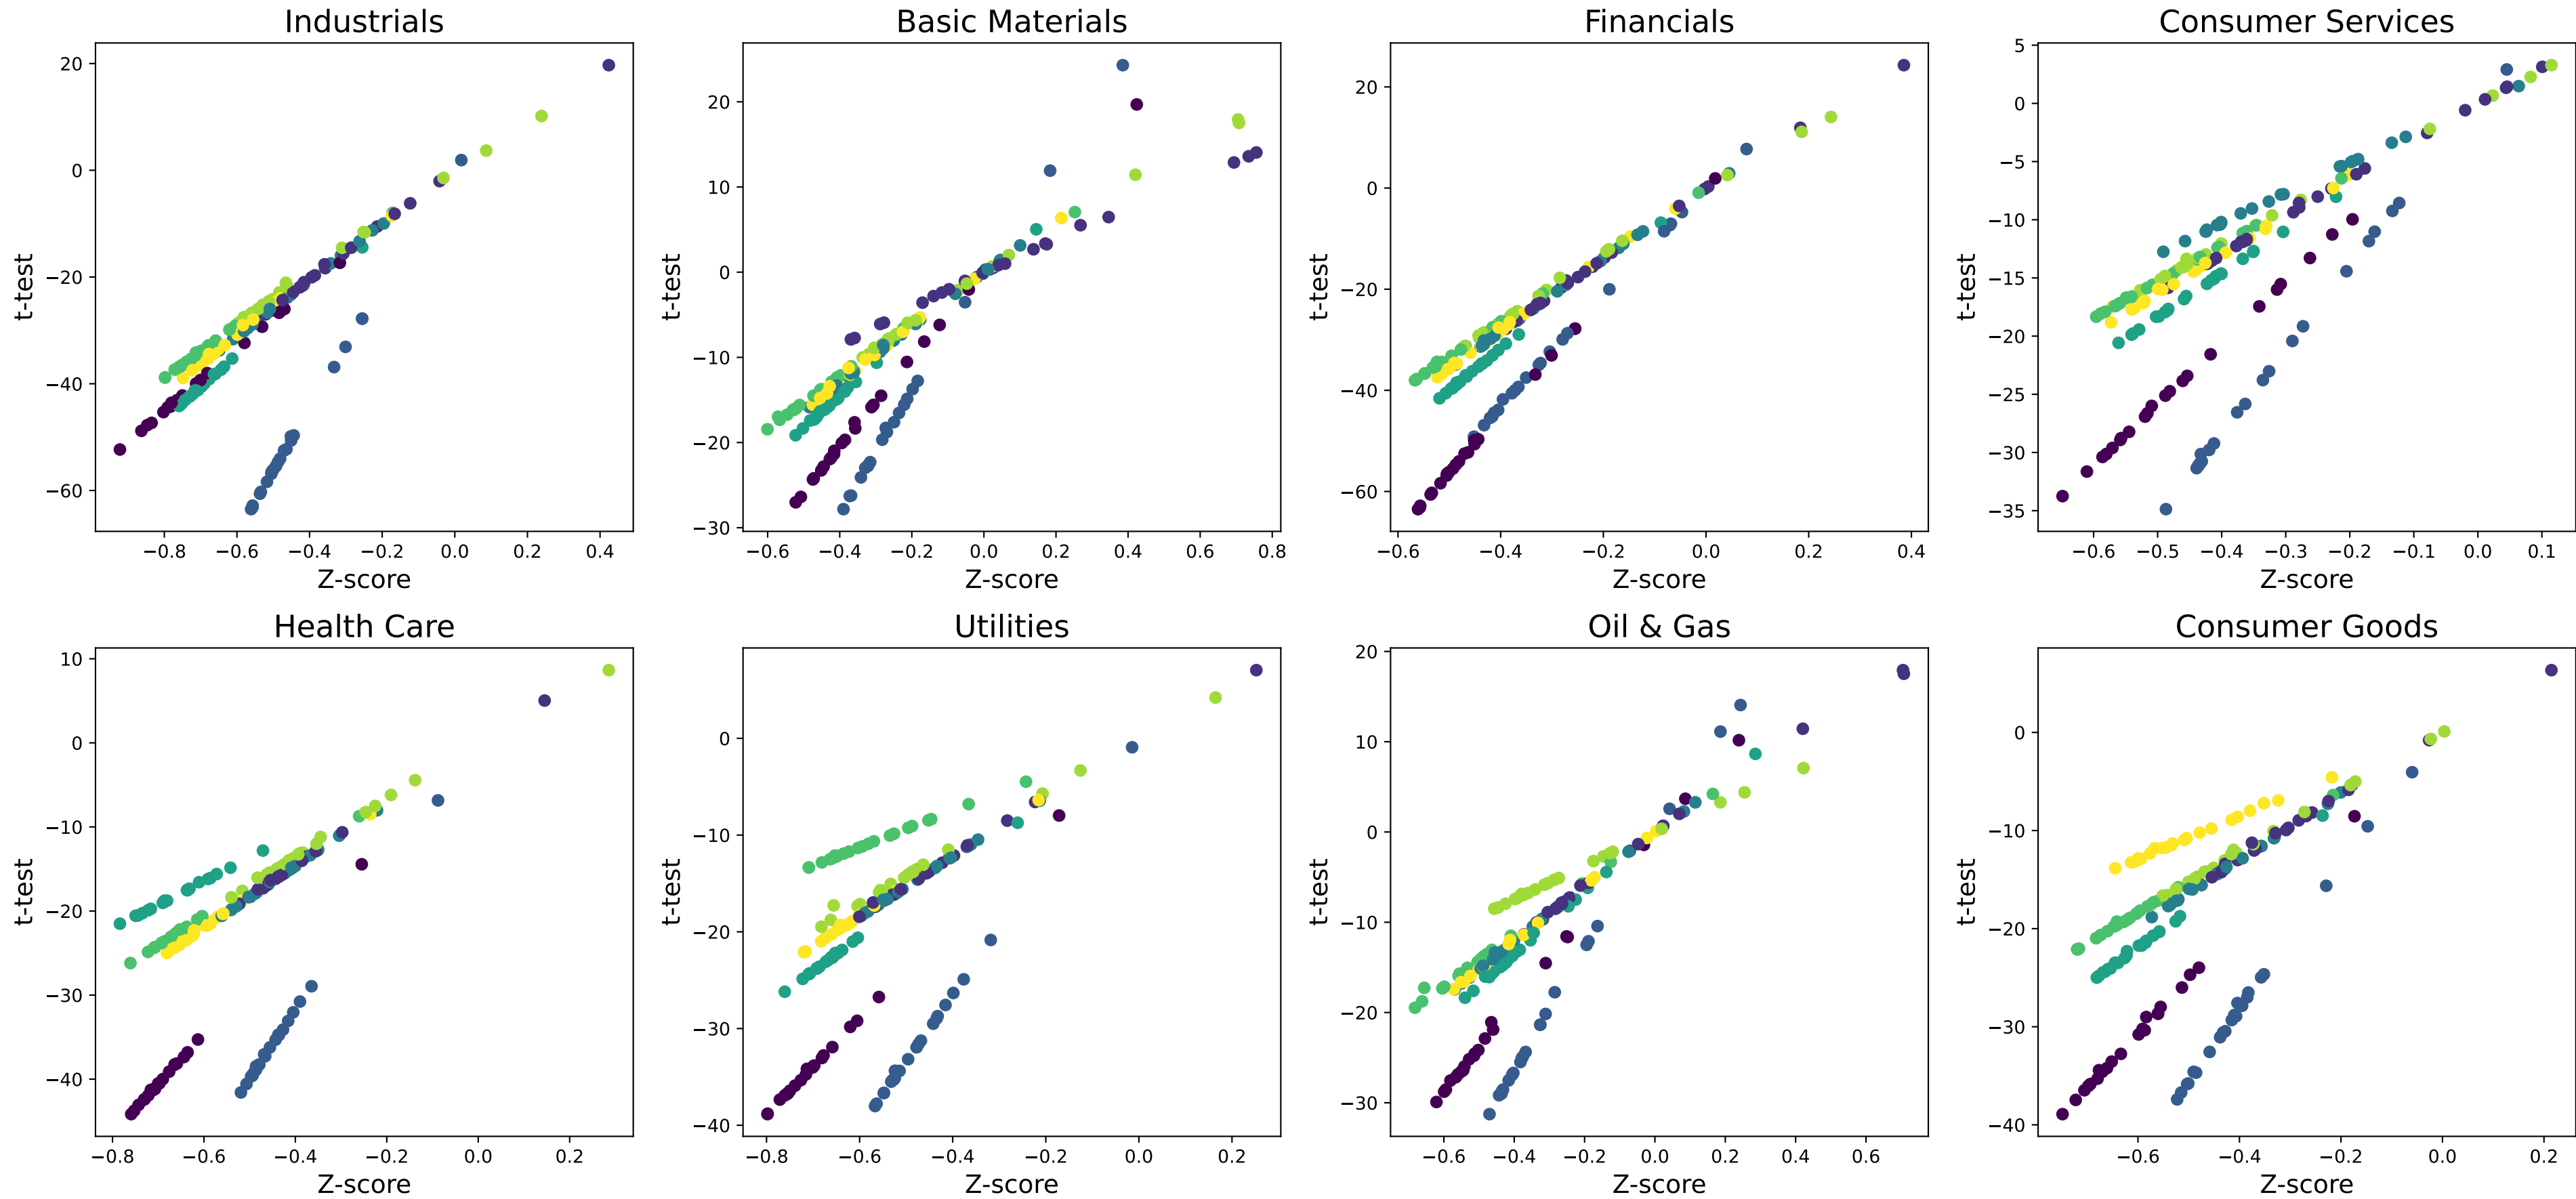 Industrials
20
0
−20
−40
−60
t-test
−0.8 −0.6 −0.4 −0.2 0.0 0.2 0.4
Z-score
Basic Materials
20
10
0
−10
−20
−30
t-test
−0.6 −0.4 −0.2 0.0 0.2 0.4 0.6 0.8
Z-score
Financials
20
0
−20
−40
−60
t-test
−0.6 −0.4 −0.2 0.0 0.2 0.4
Z-score
Consumer Services
5
0
−5
−10
−15
−20
−25
−30
−35
t-test
−0.6 −0.5 −0.4 −0.3 −0.2 −0.1 0.0 0.1
Z-score
Health Care
10
0
−10
−20
−30
−40
t-test
−0.8 −0.6 −0.4 −0.2 0.0 0.2
Z-score
Utilities
0
−10
−20
−30
−40
t-test
−0.8 −0.6 −0.4 −0.2 0.0 0.2
Z-score
Oil & Gas
20
10
0
−10
−20
−30
t-test
−0.6 −0.4 −0.2 0.0 0.2 0.4 0.6
Z-score
Consumer Goods
0
−10
−20
−30
−40
t-test
−0.6 −0.4 −0.2 0.0 0.2
Z-score